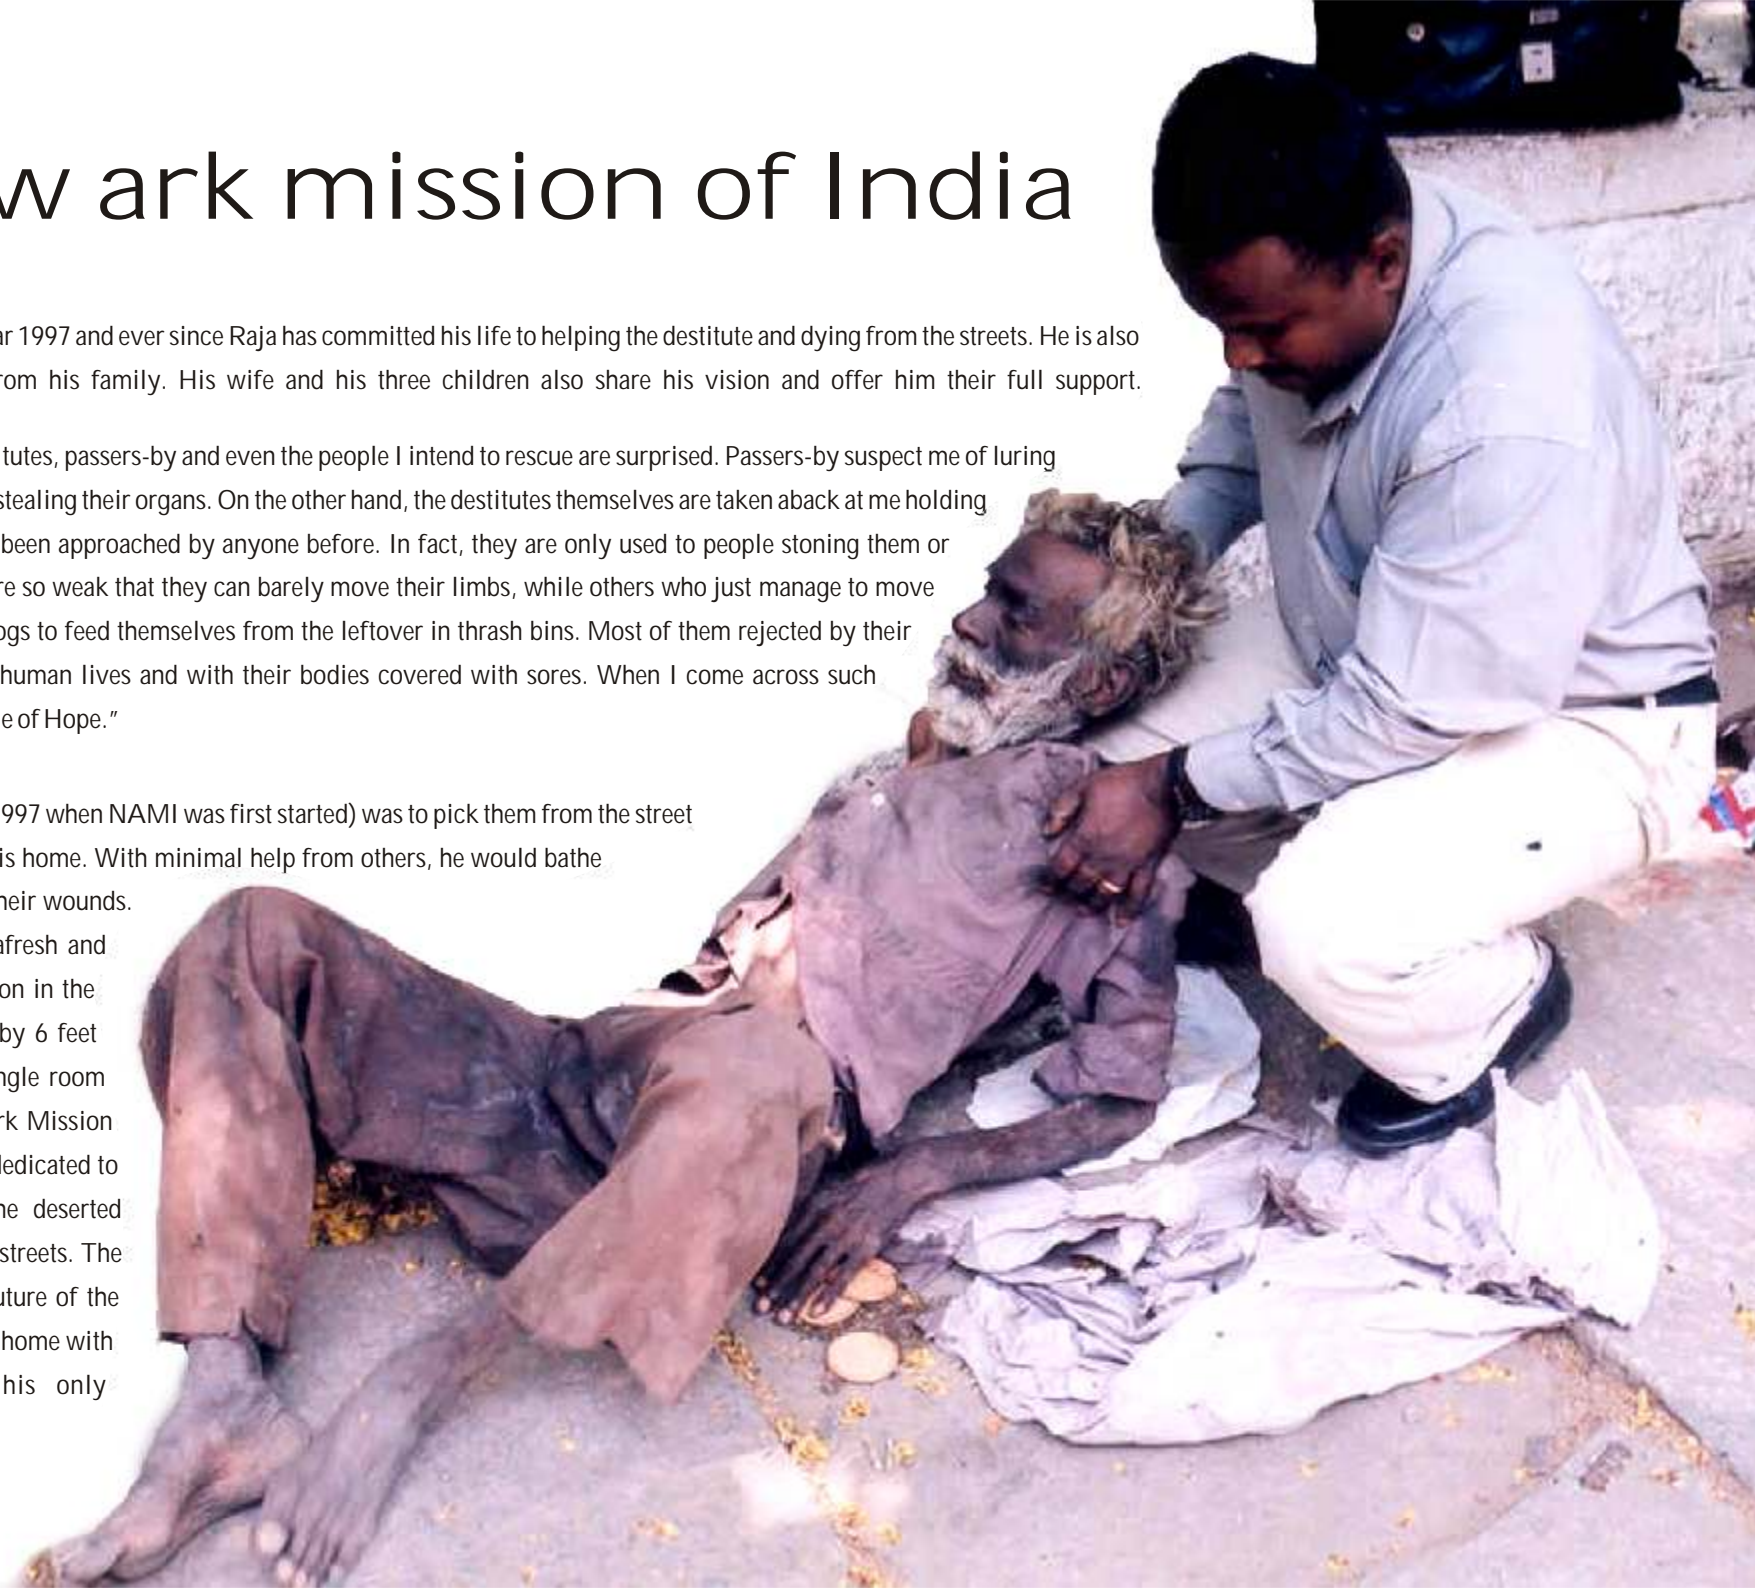 w ark mission of India
ar 1997 and ever since Raja has committed his life to helping the destitute and dying from the streets. He is also
rom his family. His wife and his three children also share his vision and offer him their full support.
tutes, passers-by and even the people I intend to rescue are surprised. Passers-by suspect me of luring
stealing their organs. On the other hand, the destitutes themselves are taken aback at me holding
been approached by anyone before. In fact, they are only used to people stoning them or
re so weak that they can barely move their limbs, while others who just manage to move
ogs to feed themselves from the leftover in thrash bins. Most of them rejected by their
human lives and with their bodies covered with sores. When I come across such
e of Hope.”
997 when NAMI was first started) was to pick them from the street
is home. With minimal help from others, he would bathe
heir wounds.
afresh and
on in the
by 6 feet
ngle room
rk Mission
dedicated to
he deserted
streets. The
uture of the
home with
his only